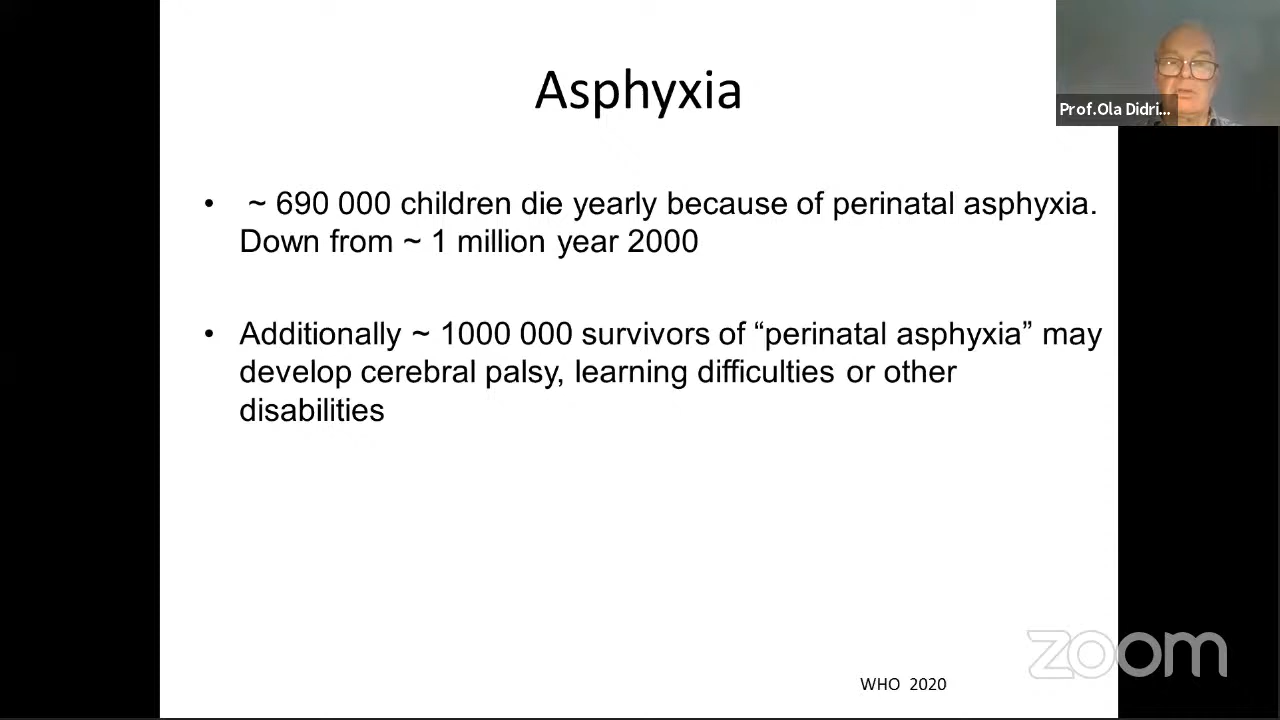 Asphyxia
Prof.Ola Didri...
• ~ 690 000 children die yearly because of perinatal asphyxia.
Down from ~ 1 million year 2000
• Additionally ~ 1000 000 survivors of “perinatal asphyxia” may
develop cerebral palsy, learning difficulties or other
disabilities
zoom
WHO 2020